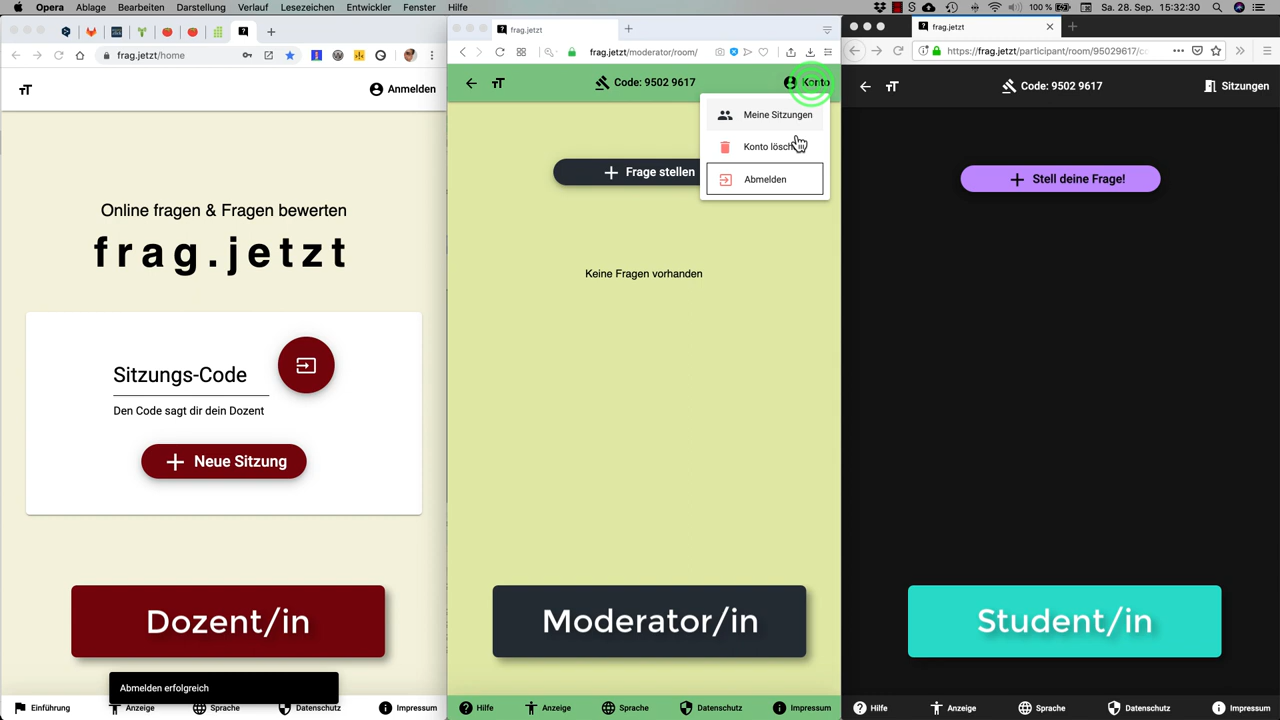 Opera Ablage Bearbeiten Darstellung Verlauf Lesezeichen Entwickler Fenster Hilfe
100 % Sa. 28. Sep. 15:32:30
frag.jetzt/home
Anmelden
Online fragen & Fragen bewerten
frag.jetzt
Sitzungs-Code
Den Code sagt dir dein Dozent
Neue Sitzung
Dozent/in
Abmelden erfolgreich
Einführung Anzeige Sprache Datenschutz Impressum
frag.jetzt
frag.jetzt/moderator/room/
Code: 9502 9617
Konto
Meine Sitzungen
Konto lösch
Abmelden
Frage stellen
Keine Fragen vorhanden
Moderator/in
Hilfe Anzeige Sprache Datenschutz Impressum
frag.jetzt
https://frag.jetzt/participant/room/95029617/co
Code: 9502 9617
Sitzungen
Stell deine Frage!
Student/in
Hilfe Anzeige Sprache Datenschutz Impressum